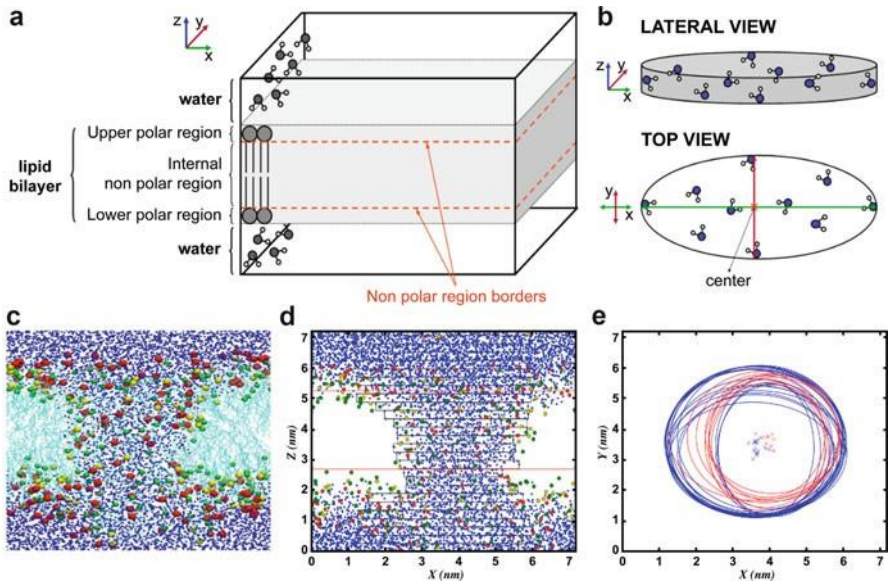 a
z
y
x
water
Upper polar region
Internal
non polar region
Lower polar region
lipid
bilayer
water
Non polar region borders
b
LATERAL VIEW
z
y
x
TOP VIEW
y
x
center
c
d
7
6
5
4
3
2
1
0
Z (nm)
0 1 2 3 4 5 6 7
X (nm)
e
7
6
5
4
3
2
1
0
Y (nm)
0 1 2 3 4 5 6 7
X (nm)